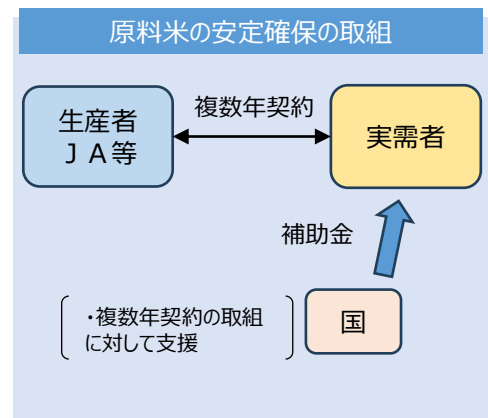 原料米の安定確保の取組
生産者
ＪＡ等
複数年契約
実需者
補助金
・複数年契約の取組
に対して支援
国